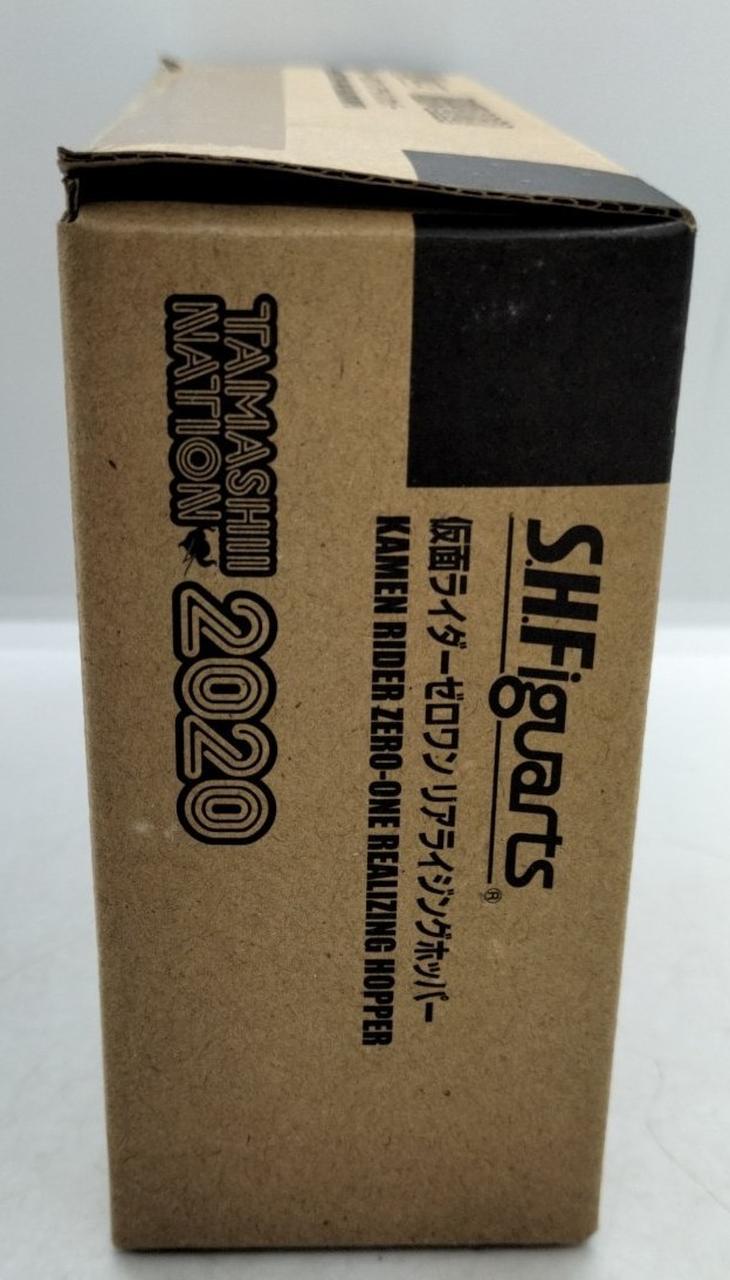 S.H.Figuarts®
仮面ライダーゼロワン リアライジングホッパー
KAMEN RIDER ZERO-ONE REALIZING HOPPER
TAMASHIII
NATION 2020